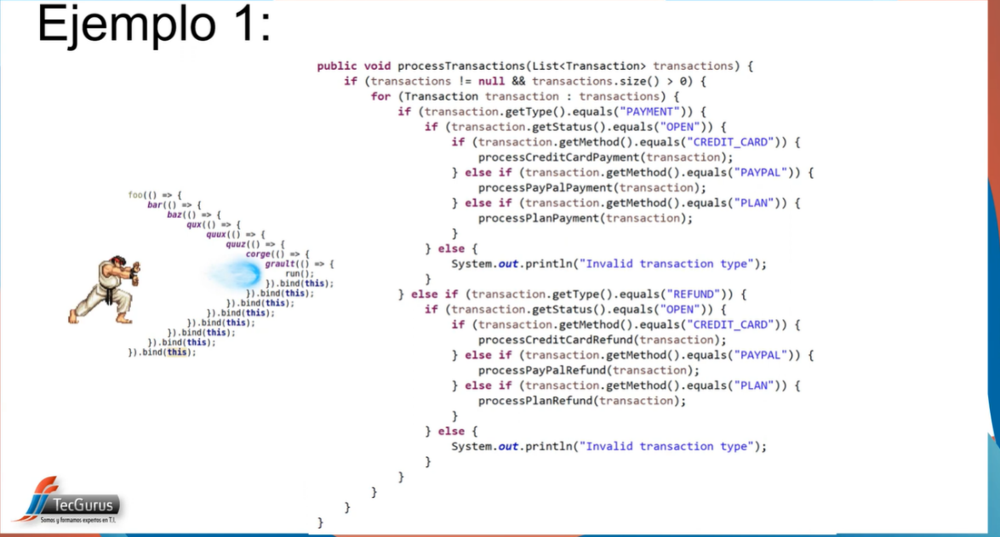 Ejemplo 1:
public void processTransactions(List<Transaction> transactions) {
if (transactions != null && transactions.size() > 0) {
for (Transaction transaction : transactions) {
if (transaction.getType().equals("PAYMENT")) {
if (transaction.getStatus().equals("OPEN")) {
if (transaction.getMethod().equals("CREDIT_CARD")) {
processCreditCardPayment(transaction);
} else if (transaction.getMethod().equals("PAYPAL")) {
processPayPalPayment(transaction);
} else if (transaction.getMethod().equals("PLAN")) {
processPlanPayment(transaction);
}
} else {
System.out.println("Invalid transaction type");
}
} else if (transaction.getType().equals("REFUND")) {
if (transaction.getStatus().equals("OPEN")) {
if (transaction.getMethod().equals("CREDIT_CARD")) {
processCreditCardRefund(transaction);
} else if (transaction.getMethod().equals("PAYPAL")) {
processPayPalRefund(transaction);
} else if (transaction.getMethod().equals("PLAN")) {
processPlanRefund(transaction);
}
} else {
System.out.println("Invalid transaction type");
}
}
}
}
}
foo(() => {
bar(() => {
baz(() => {
qux(() => {
quux(() => {
quuz(() => {
corge(() => {
grault(() => {
run();
}).bind(this);
}).bind(this);
}).bind(this);
}).bind(this);
}).bind(this);
}).bind(this);
}).bind(this);
}).bind(this);
TecGurus
Somos y formamos expertos en T.I.